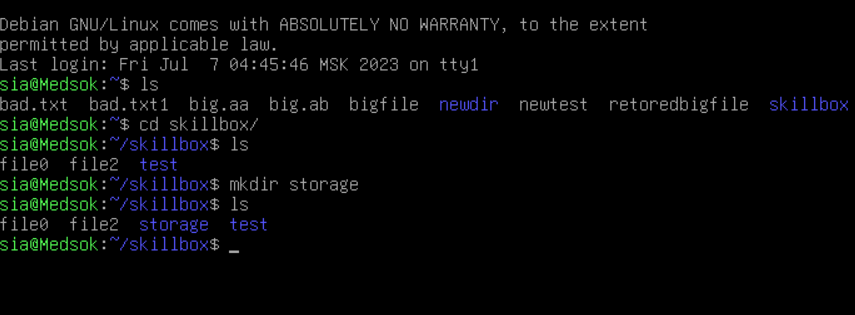 Debian GNU/Linux comes with ABSOLUTELY NO WARRANTY, to the extent
permitted by applicable law.
Last login: Fri Jul  7 04:45:46 MSK 2023 on tty1
sia@Medsok:~$ ls
bad.txt  bad.txt1  big.aa  big.ab  bigfile  newdir  newtest  retoredbigfile  skillbox
sia@Medsok:~$ cd skillbox/
sia@Medsok:~/skillbox$ ls
file0  file2  test
sia@Medsok:~/skillbox$ mkdir storage
sia@Medsok:~/skillbox$ ls
file0  file2  storage  test
sia@Medsok:~/skillbox$ _